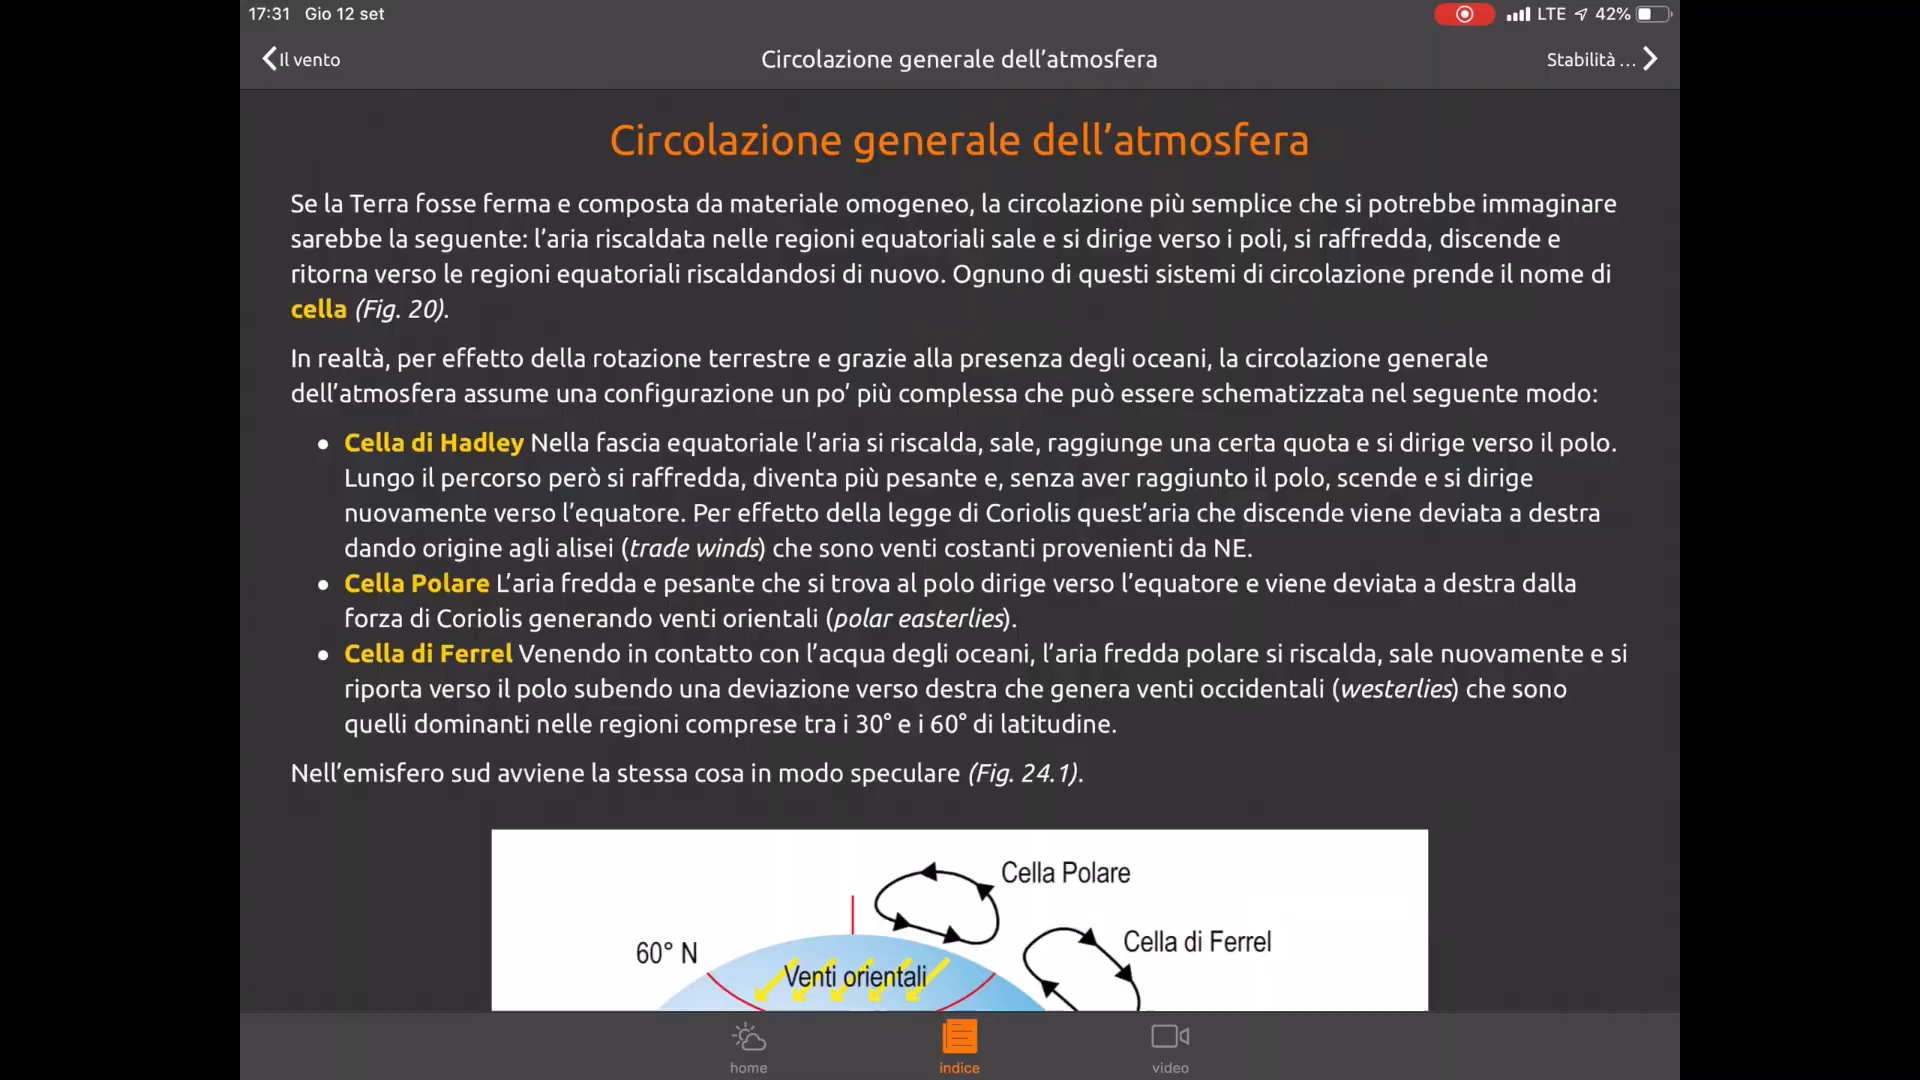 17:31 Gio 12 set
LTE 42%
Il vento
Circolazione generale dell’atmosfera
Stabilità ...
Circolazione generale dell’atmosfera
Se la Terra fosse ferma e composta da materiale omogeneo, la circolazione più semplice che si potrebbe immaginare
sarebbe la seguente: l’aria riscaldata nelle regioni equatoriali sale e si dirige verso i poli, si raffredda, discende e
ritorna verso le regioni equatoriali riscaldandosi di nuovo. Ognuno di questi sistemi di circolazione prende il nome di
cella (Fig. 20).
In realtà, per effetto della rotazione terrestre e grazie alla presenza degli oceani, la circolazione generale
dell’atmosfera assume una configurazione un po’ più complessa che può essere schematizzata nel seguente modo:
• Cella di Hadley Nella fascia equatoriale l’aria si riscalda, sale, raggiunge una certa quota e si dirige verso il polo.
Lungo il percorso però si raffredda, diventa più pesante e, senza aver raggiunto il polo, scende e si dirige
nuovamente verso l’equatore. Per effetto della legge di Coriolis quest’aria che discende viene deviata a destra
dando origine agli alisei (trade winds) che sono venti costanti provenienti da NE.
• Cella Polare L’aria fredda e pesante che si trova al polo dirige verso l’equatore e viene deviata a destra dalla
forza di Coriolis generando venti orientali (polar easterlies).
• Cella di Ferrel Venendo in contatto con l’acqua degli oceani, l’aria fredda polare si riscalda, sale nuovamente e si
riporta verso il polo subendo una deviazione verso destra che genera venti occidentali (westerlies) che sono
quelli dominanti nelle regioni comprese tra i 30° e i 60° di latitudine.
Nell’emisfero sud avviene la stessa cosa in modo speculare (Fig. 24.1).
Cella Polare
Cella di Ferrel
60° N
Venti orientali
home
indice
video